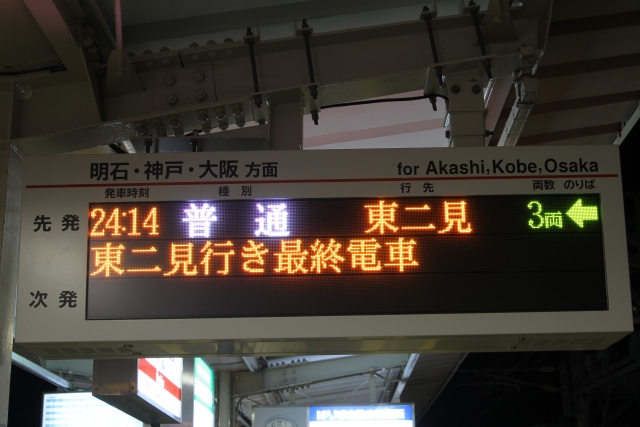 明石・神戸・大阪 方面 for Akashi,Kobe,Osaka
発車時刻 種別 行先 両数 のりば
先発 24:14 普通 東二見 3両 ←
東二見行き最終電車
次発